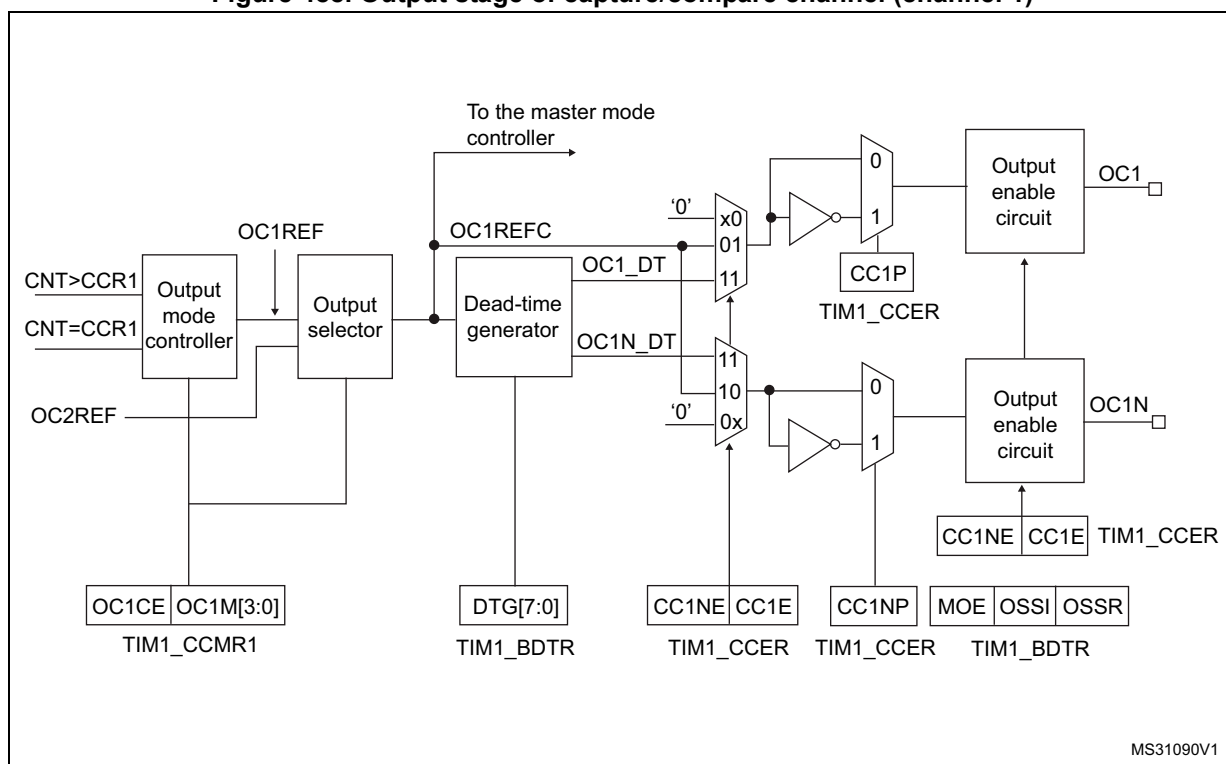 Output stage of capture/compare channel (channel 1)
To the master mode
controller
OC1REF
OC1REFC
CNT>CCR1
CNT=CCR1
OC2REF
Output
mode
controller
Output
selector
Dead-time
generator
OC1_DT
OC1N_DT
'0'
x0
01
11
11
10
0x
'0'
0
1
CC1P
TIM1_CCER
0
1
Output
enable
circuit
OC1
Output
enable
circuit
OC1N
CC1NE CC1E TIM1_CCER
OC1CE OC1M[3:0]
TIM1_CCMR1
DTG[7:0]
TIM1_BDTR
CC1NE CC1E
TIM1_CCER
CC1NP
TIM1_CCER
MOE OSSI OSSR
TIM1_BDTR
MS31090V1